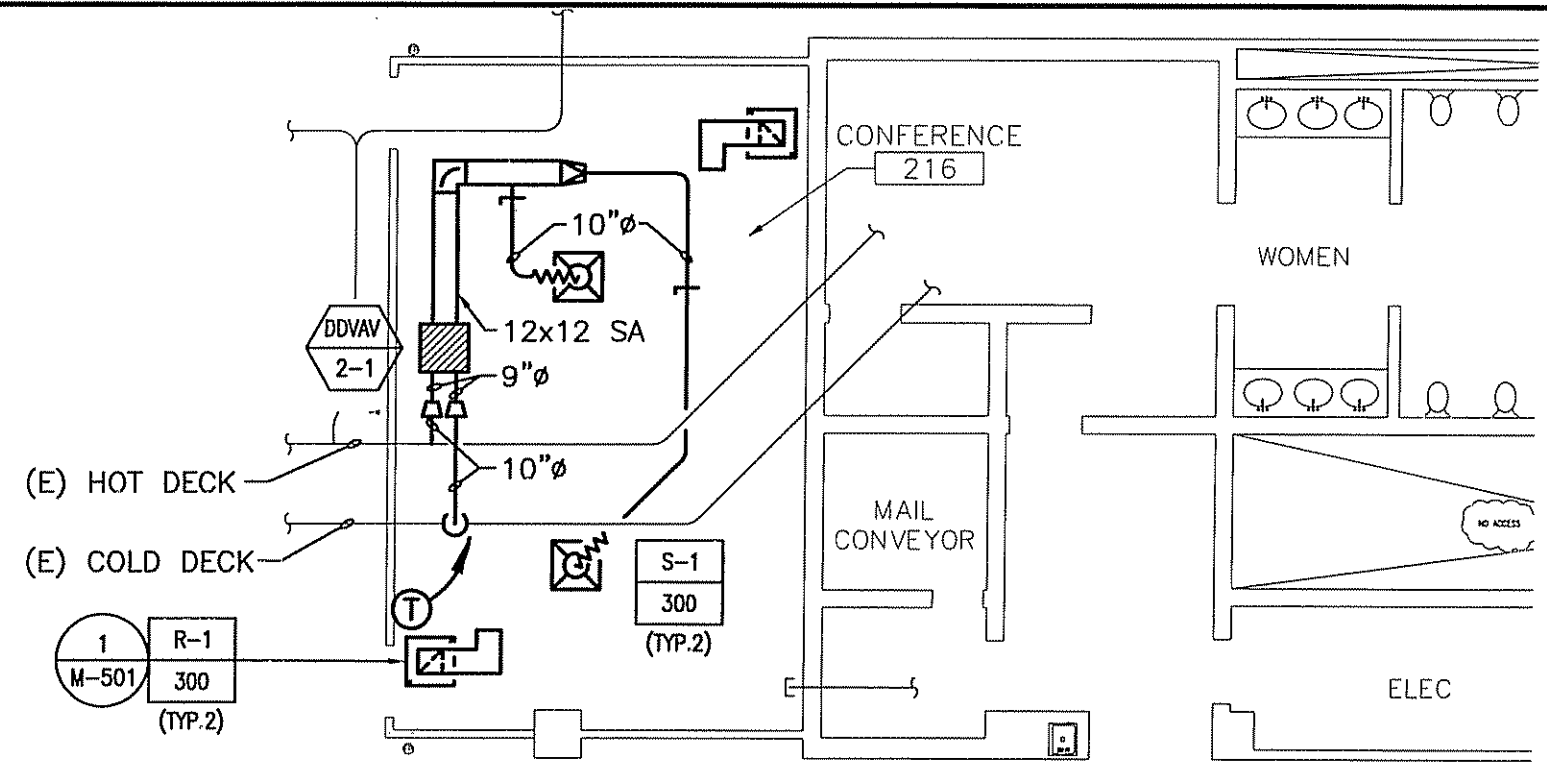 CONFERENCE
216
10"ø
WOMEN
12x12 SA
DDVAV
2-1
9"ø
(E) HOT DECK
10"ø
MAIL
CONVEYOR
NO ACCESS
(E) COLD DECK
S-1
300
(TYP.2)
T
1
M-501
R-1
300
(TYP.2)
ELEC